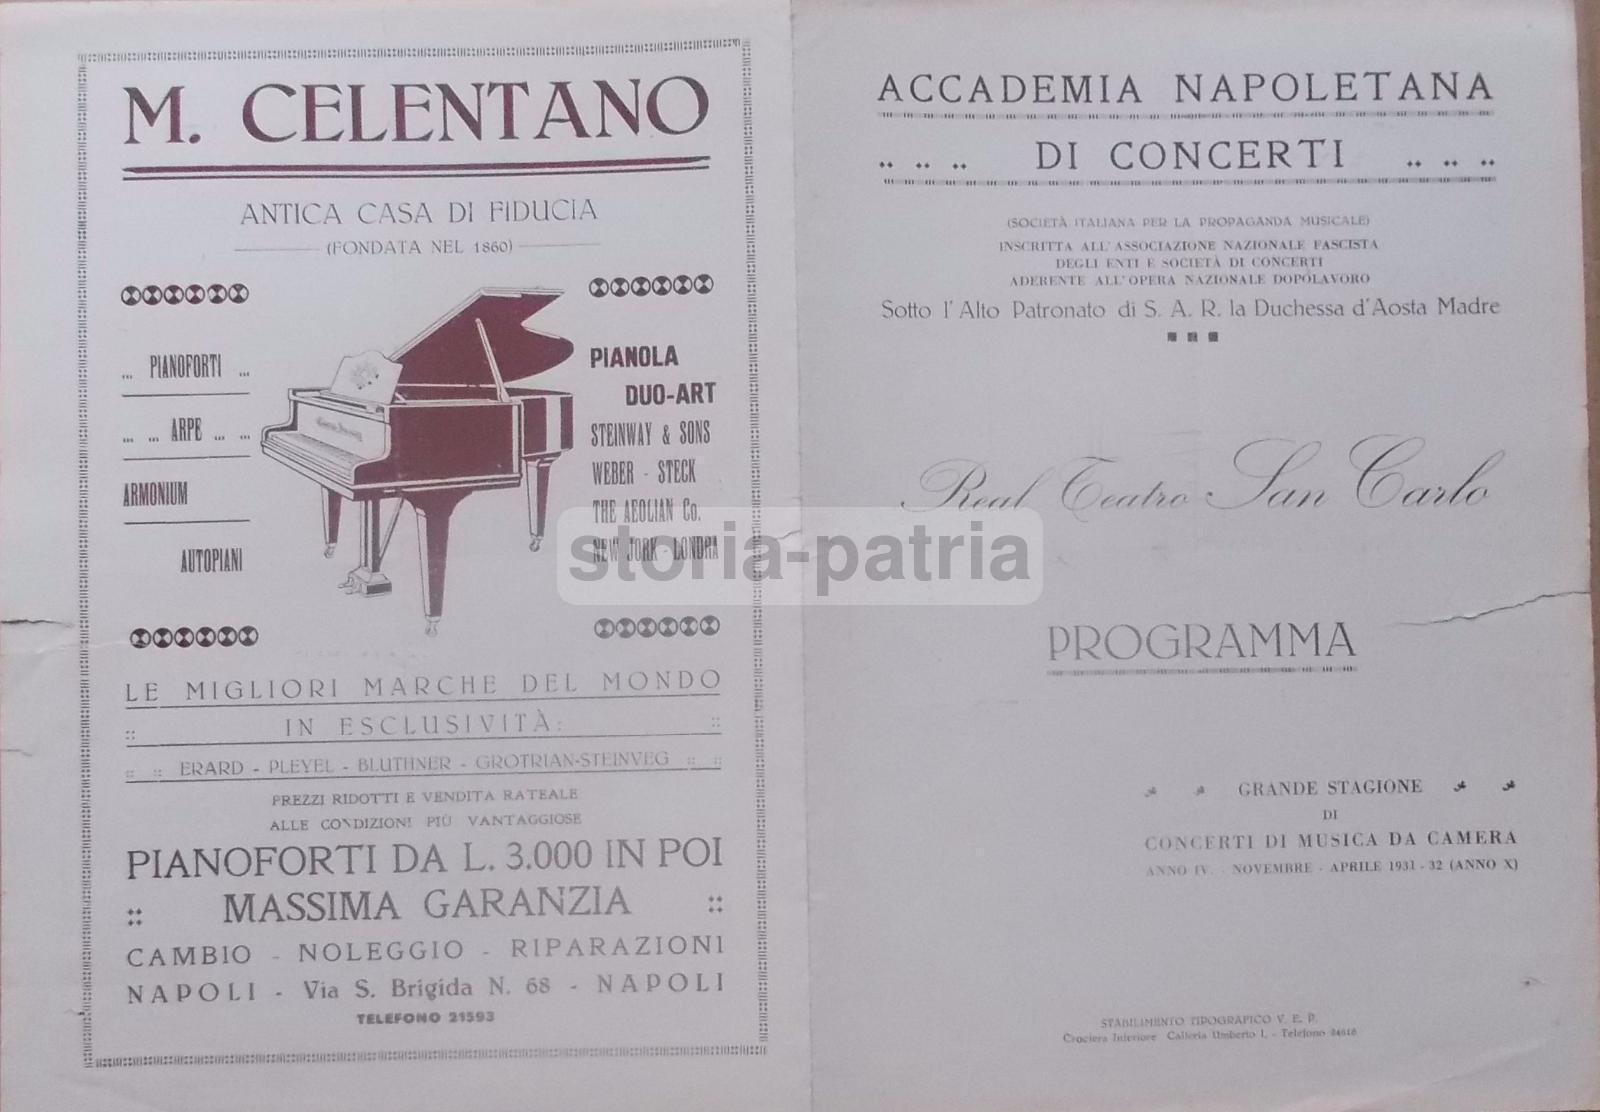 M. CELENTANO
ANTICA CASA DI FIDUCIA
(FONDATA NEL 1860)
... PIANOFORTI ...
... ... ARPE ... ...
ARMONIUM
AUTOPIANI
PIANOLA
DUO-ART
STEINWAY & SONS
WEBER - STECK
THE AEOLIAN Co.
NEW JORK - LONDRA
LE MIGLIORI MARCHE DEL MONDO
:: IN ESCLUSIVITÀ: ::
:: :: ERARD - PLEYEL - BLUTHNER - GROTRIAN-STEINVEG :: ::
PREZZI RIDOTTI E VENDITA RATEALE
ALLE CONDIZIONI PIÙ VANTAGGIOSE
PIANOFORTI DA L. 3.000 IN POI
:: MASSIMA GARANZIA ::
CAMBIO - NOLEGGIO - RIPARAZIONI
NAPOLI - Via S. Brigida N. 68 - NAPOLI
TELEFONO 21593
ACCADEMIA NAPOLETANA
.. .. .. DI CONCERTI .. .. ..
(SOCIETÀ ITALIANA PER LA PROPAGANDA MUSICALE)
INSCRITTA ALL'ASSOCIAZIONE NAZIONALE FASCISTA
DEGLI ENTI E SOCIETÀ DI CONCERTI
ADERENTE ALL'OPERA NAZIONALE DOPOLAVORO
Sotto l'Alto Patronato di S. A. R. la Duchessa d'Aosta Madre
Real Teatro San Carlo
storia-patria
PROGRAMMA
GRANDE STAGIONE
DI
CONCERTI DI MUSICA DA CAMERA
ANNO IV. - NOVEMBRE - APRILE 1931 - 32 (ANNO X)
STABILIMENTO TIPOGRAFICO V. E. P.
Crociera Inferiore Galleria Umberto I. - Telefono 24616